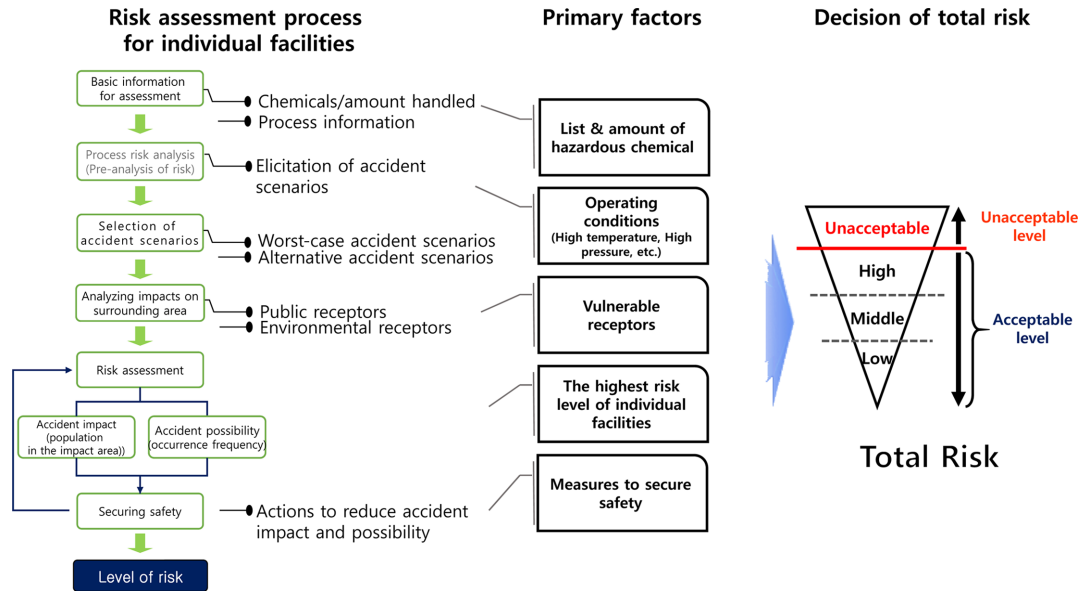 Risk assessment process
for individual facilities
Basic information
for assessment
Chemicals/amount handled
Process information
Process risk analysis
(Pre-analysis of risk)
Elicitation of accident
scenarios
Selection of
accident scenarios
Worst-case accident scenarios
Alternative accident scenarios
Analyzing impacts on
surrounding area
Public receptors
Environmental receptors
Risk assessment
Accident impact
(population
in the impact area))
Accident possibility
(occurrence frequency)
Securing safety
Actions to reduce accident
impact and possibility
Level of risk
Primary factors
List & amount of
hazardous chemical
Operating
conditions
(High temperature, High
pressure, etc.)
Vulnerable
receptors
The highest risk
level of individual
facilities
Measures to secure
safety
Decision of total risk
Unacceptable
High
Middle
Low
Unacceptable
level
Acceptable
level
Total Risk